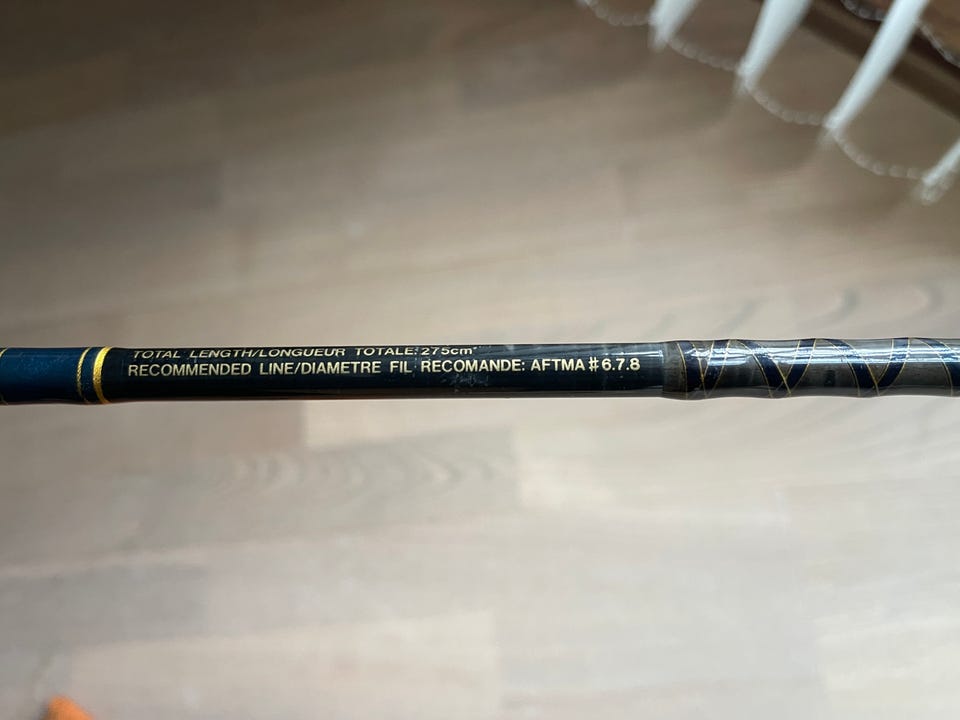 TOTAL LENGTH/LONGUEUR TOTALE: 275cm
RECOMMENDED LINE/DIAMETRE FIL RECOMANDE: AFTMA #6.7.8